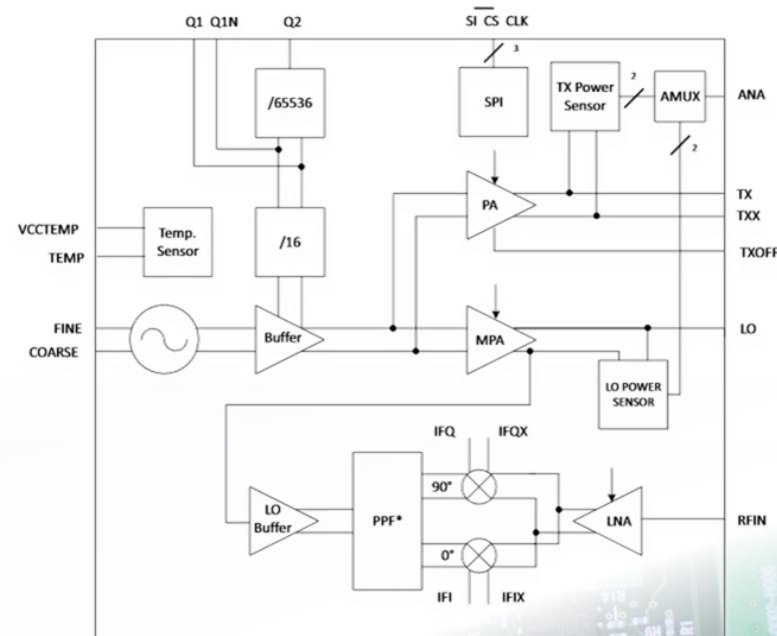 Q1 Q1N Q2 SI CS CLK
3
/65536
SPI
TX Power
Sensor
2
AMUX
ANA
2
PA
TX
TXX
TXOFF
VCCTEMP
TEMP
Temp.
Sensor
/16
FINE
COARSE
Buffer
MPA
LO
LO POWER
SENSOR
IFQ IFQX
90°
LO
Buffer
PPF*
LNA
RFIN
0°
IFI IFIX
R14
R1